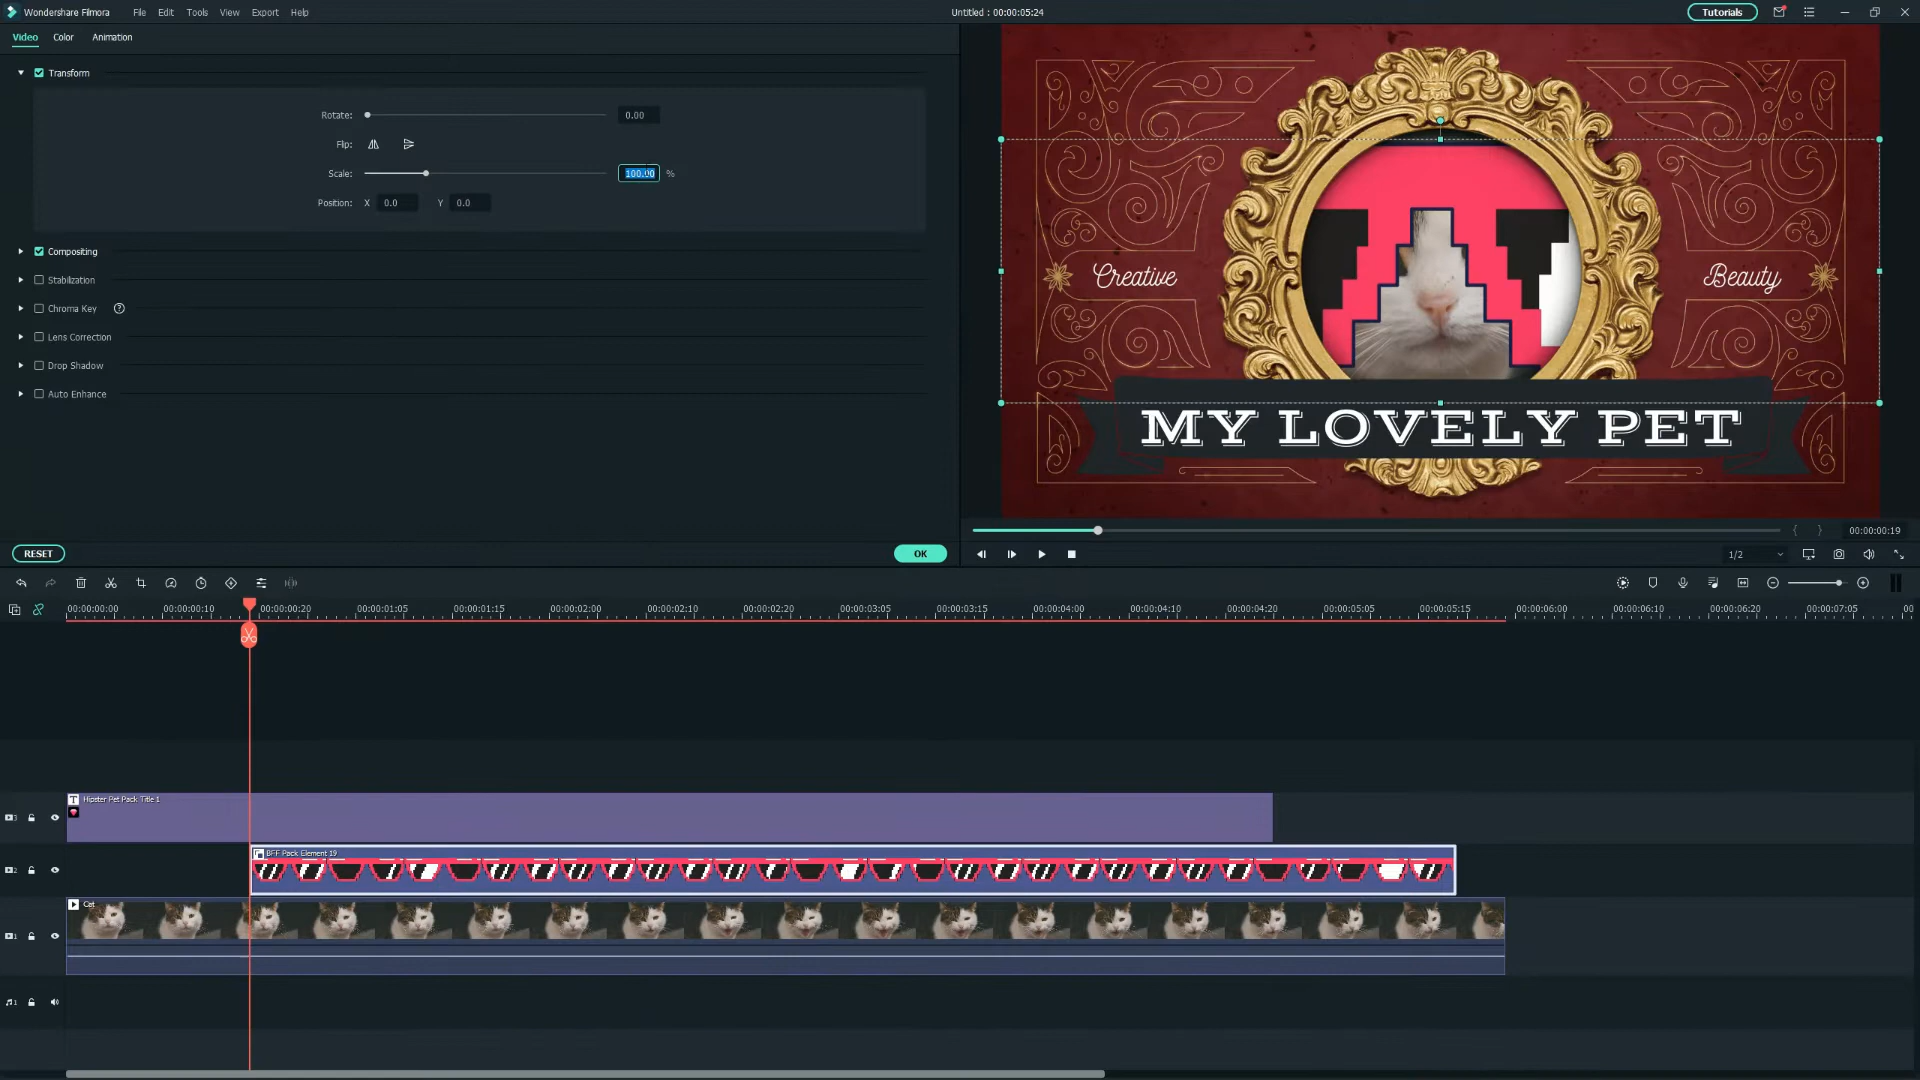 Wondershare Filmora File Edit Tools View Export Help Untitled : 00:00:05:24 Tutorials
Video Color Animation
Transform
Rotate: 0.00
Flip:
Scale: 100.00 %
Position: X 0.0 Y 0.0
Compositing
Stabilization
Chroma Key ?
Lens Correction
Drop Shadow
Auto Enhance
RESET OK
Creative Beauty
MY LOVELY PET
{ } 00:00:00:19
1/2
00:00:00:00 00:00:00:10 00:00:00:20 00:00:01:05 00:00:01:15 00:00:02:00 00:00:02:10 00:00:02:20 00:00:03:05 00:00:03:15 00:00:04:00 00:00:04:10 00:00:04:20 00:00:05:05 00:00:05:15 00:00:06:00 00:00:06:10 00:00:06:20 00:00:07:05 00
3 T Hipster Pet Pack Title 1
2 BFF Pack Element 19
1 Cat
1